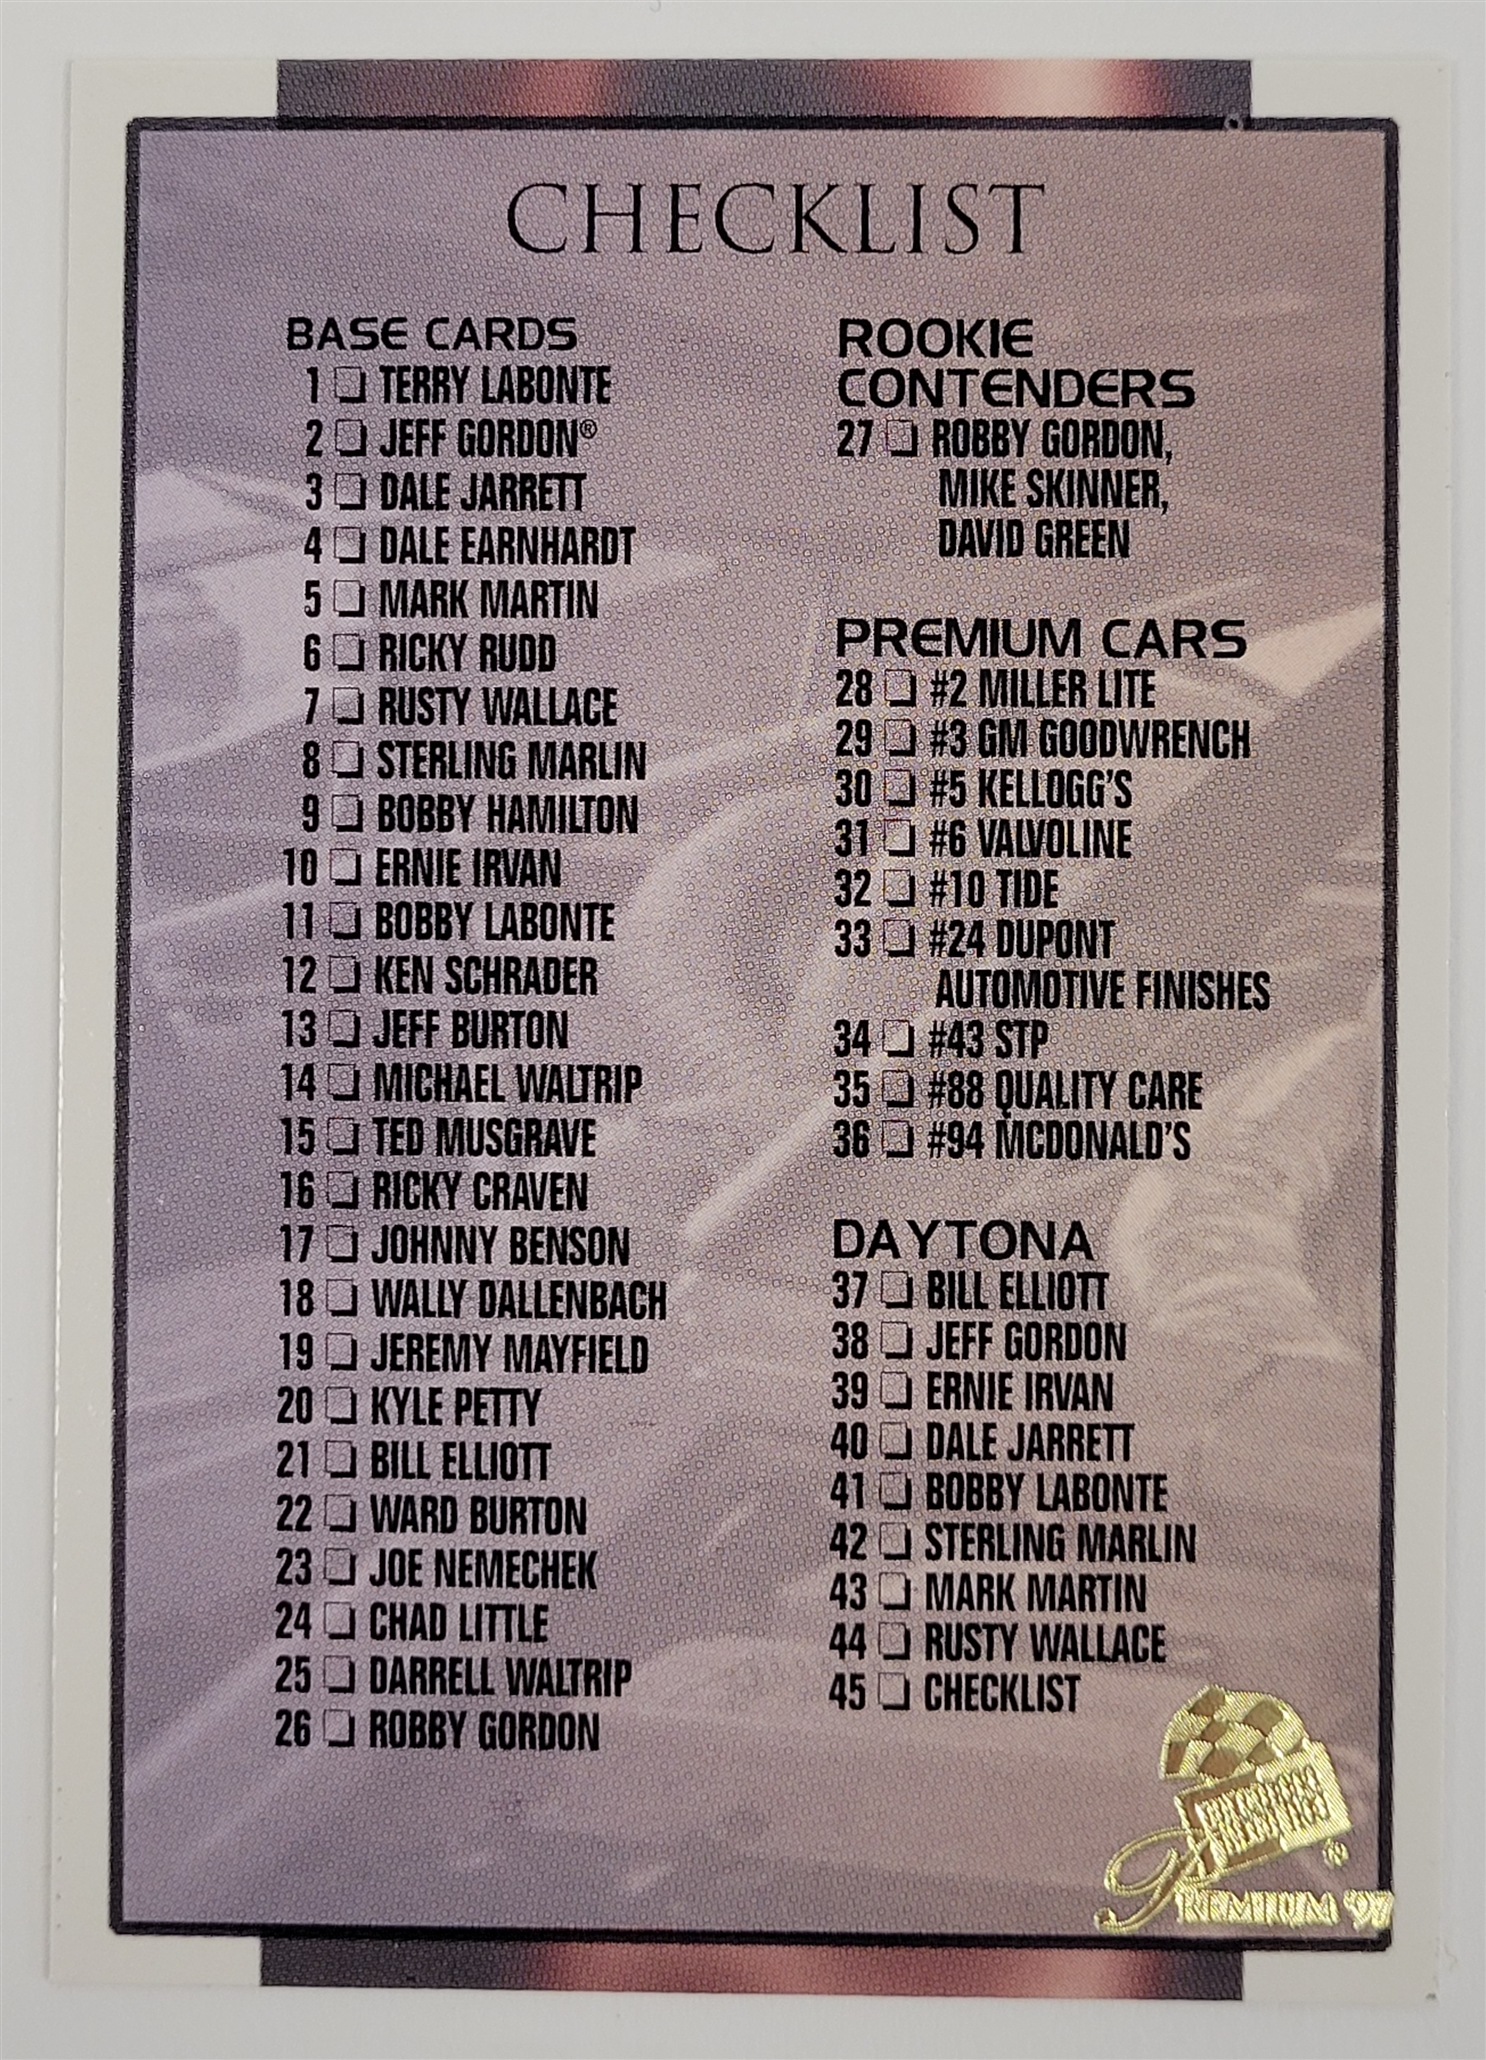 CHECKLIST
BASE CARDS
1 ❏ TERRY LABONTE
2 ❏ JEFF GORDON®
3 ❏ DALE JARRETT
4 ❏ DALE EARNHARDT
5 ❏ MARK MARTIN
6 ❏ RICKY RUDD
7 ❏ RUSTY WALLACE
8 ❏ STERLING MARLIN
9 ❏ BOBBY HAMILTON
10 ❏ ERNIE IRVAN
11 ❏ BOBBY LABONTE
12 ❏ KEN SCHRADER
13 ❏ JEFF BURTON
14 ❏ MICHAEL WALTRIP
15 ❏ TED MUSGRAVE
16 ❏ RICKY CRAVEN
17 ❏ JOHNNY BENSON
18 ❏ WALLY DALLENBACH
19 ❏ JEREMY MAYFIELD
20 ❏ KYLE PETTY
21 ❏ BILL ELLIOTT
22 ❏ WARD BURTON
23 ❏ JOE NEMECHEK
24 ❏ CHAD LITTLE
25 ❏ DARRELL WALTRIP
26 ❏ ROBBY GORDON
ROOKIE
CONTENDERS
27 ❏ ROBBY GORDON,
MIKE SKINNER,
DAVID GREEN
PREMIUM CARS
28 ❏ #2 MILLER LITE
29 ❏ #3 GM GOODWRENCH
30 ❏ #5 KELLOGG'S
31 ❏ #6 VALVOLINE
32 ❏ #10 TIDE
33 ❏ #24 DUPONT
AUTOMOTIVE FINISHES
34 ❏ #43 STP
35 ❏ #88 QUALITY CARE
36 ❏ #94 MCDONALD'S
DAYTONA
37 ❏ BILL ELLIOTT
38 ❏ JEFF GORDON
39 ❏ ERNIE IRVAN
40 ❏ DALE JARRETT
41 ❏ BOBBY LABONTE
42 ❏ STERLING MARLIN
43 ❏ MARK MARTIN
44 ❏ RUSTY WALLACE
45 ❏ CHECKLIST
PRESS PASS®
PREMIUM '97